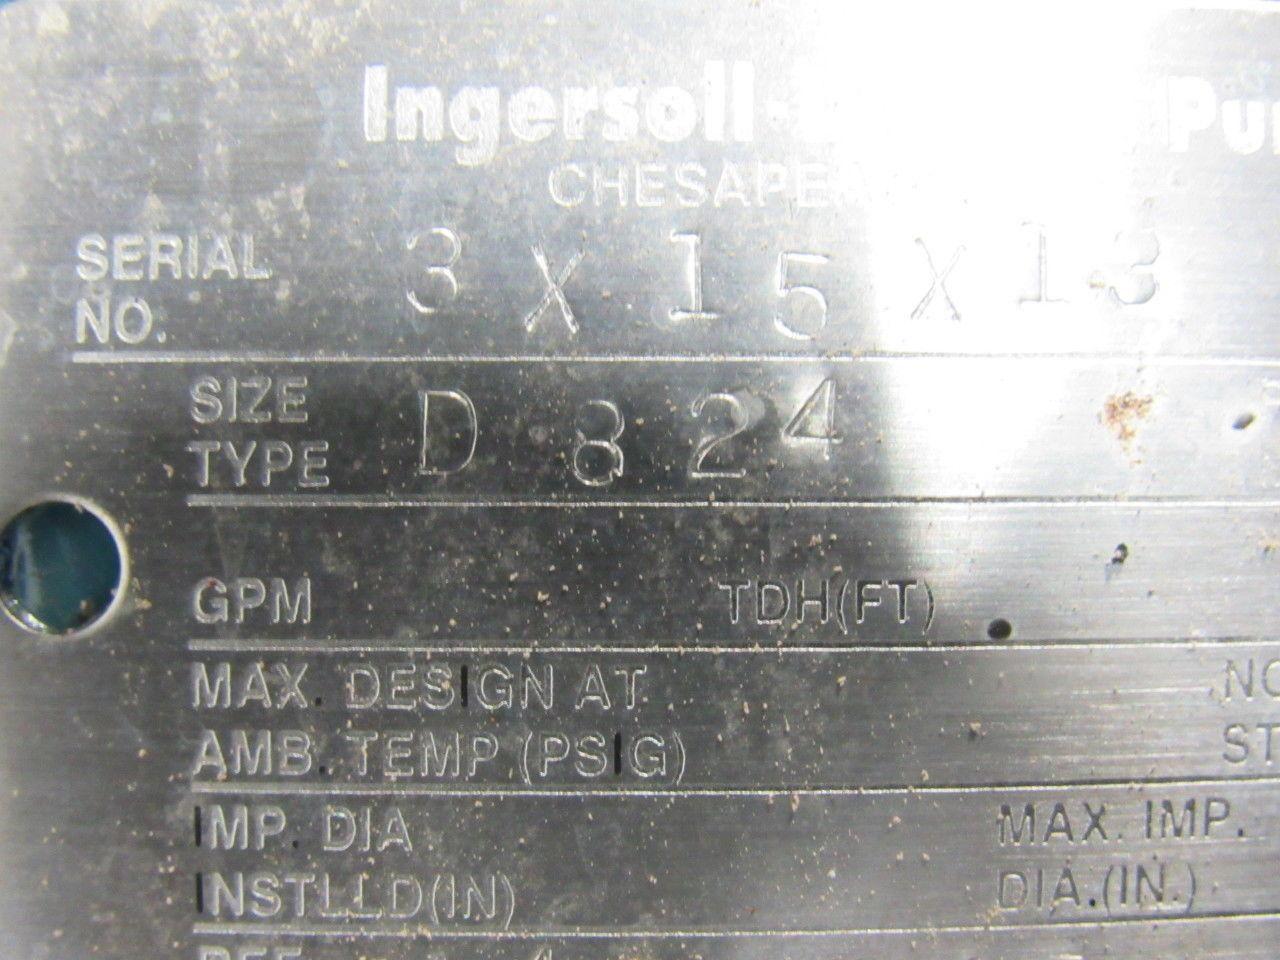 Ingersoll-
CHESAPE
SERIAL NO. 3 X 15 X 13
SIZE TYPE D 824
GPM TDH(FT)
MAX. DESIGN AT
AMB. TEMP (PSIG)
IMP. DIA MAX. IMP.
INSTLLD(IN) DIA.(IN.)